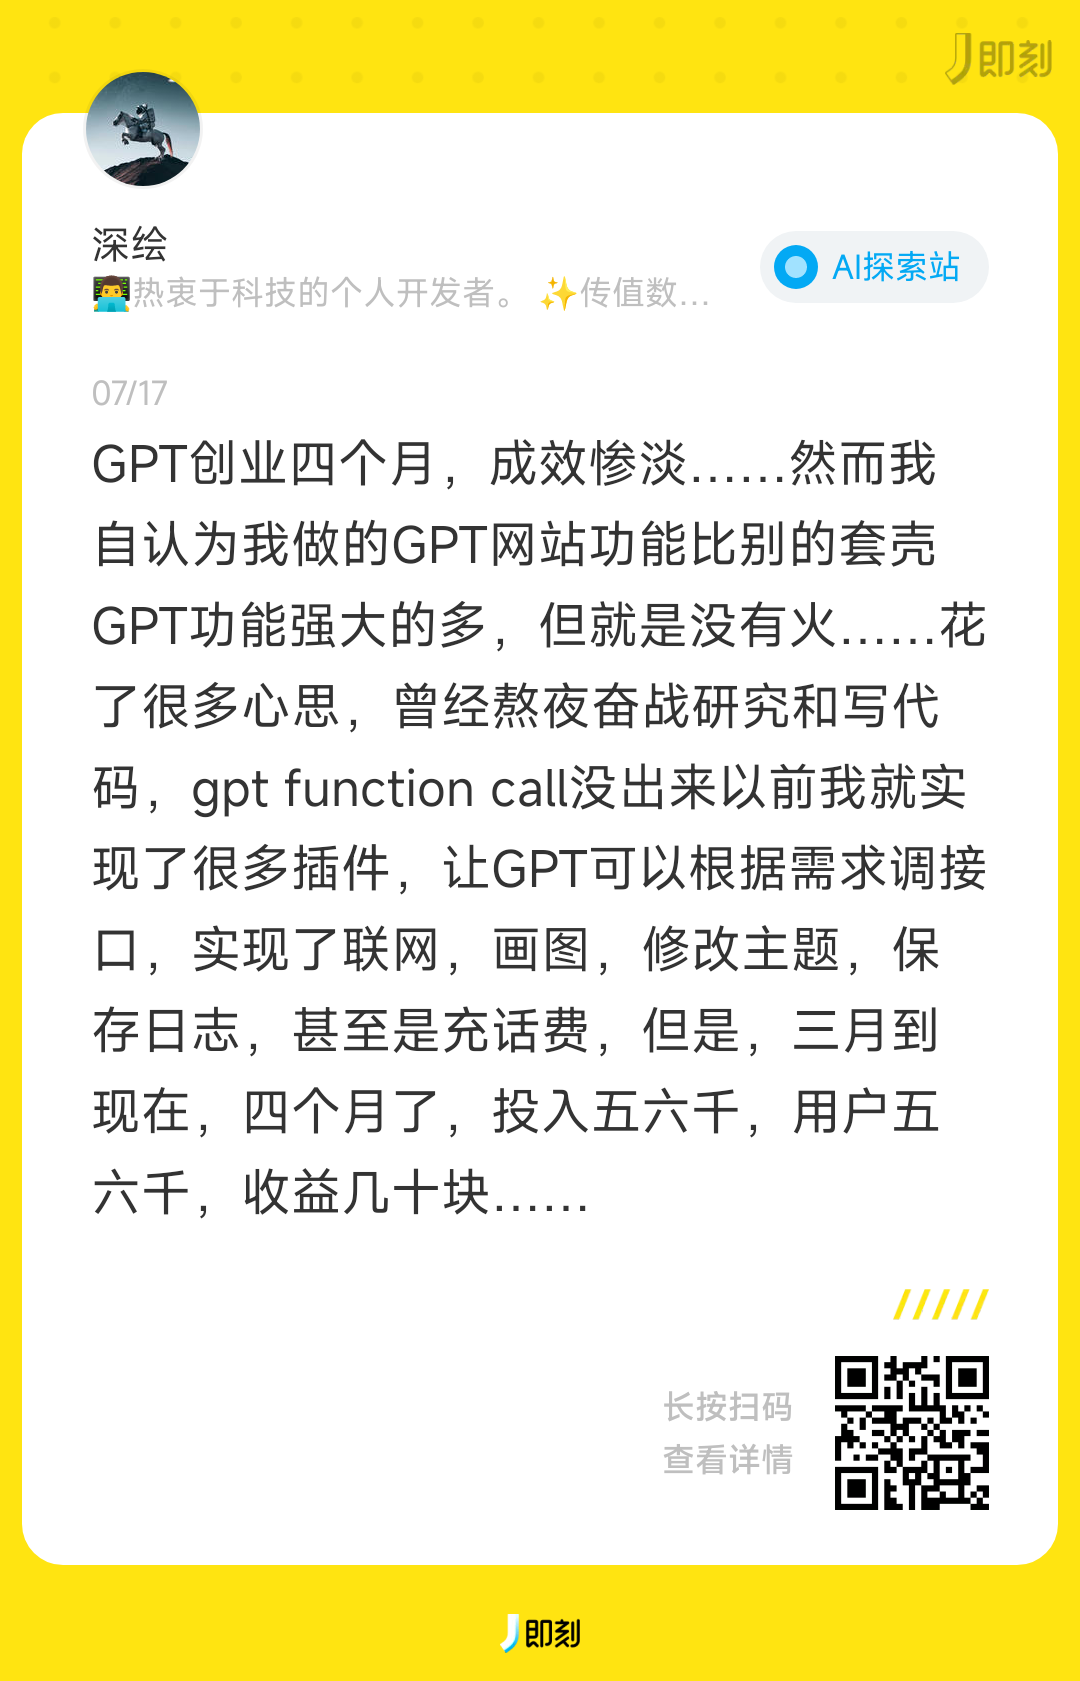 即刻
深绘
👨‍💻热衷于科技的个人开发者。✨传值数...
AI探索站
07/17
GPT创业四个月，成效惨淡……然而我
自认为我做的GPT网站功能比别的套壳
GPT功能强大的多，但就是没有火……花
了很多心思，曾经熬夜奋战研究和写代
码，gpt function call没出来以前我就实
现了很多插件，让GPT可以根据需求调接
口，实现了联网，画图，修改主题，保
存日志，甚至是充话费，但是，三月到
现在，四个月了，投入五六千，用户五
六千，收益几十块……
长按扫码
查看详情
即刻